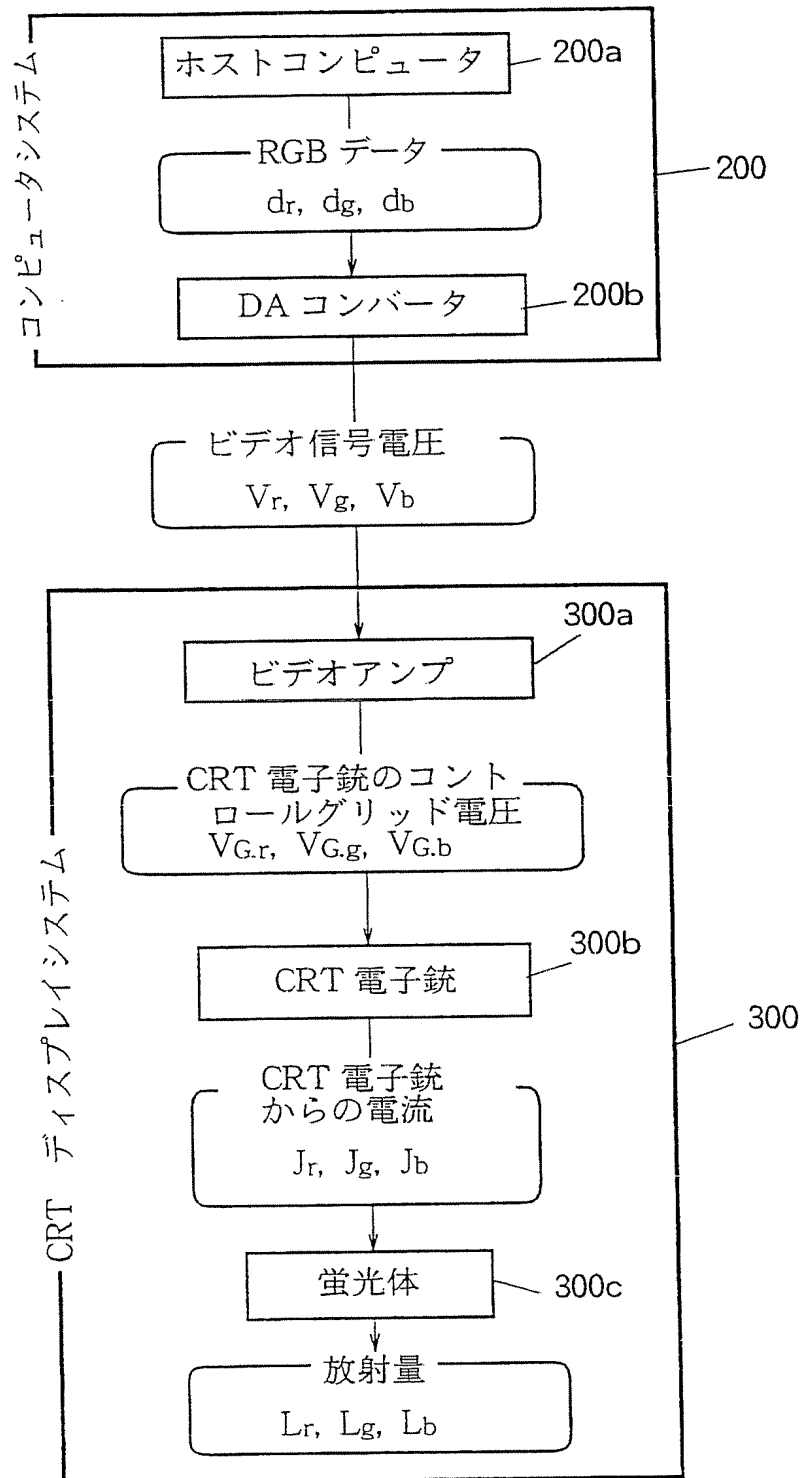 コンピュータシステム
ホストコンピュータ
200a
RGB データ
dr, dg, db
200
DA コンバータ
200b
ビデオ信号電圧
Vr, Vg, Vb
CRT ディスプレイシステム
300a
ビデオアンプ
CRT 電子銃のコント
ロールグリッド電圧
VG.r, VG.g, VG.b
300b
CRT 電子銃
300
CRT 電子銃
からの電流
Jr, Jg, Jb
蛍光体
300c
放射量
Lr, Lg, Lb